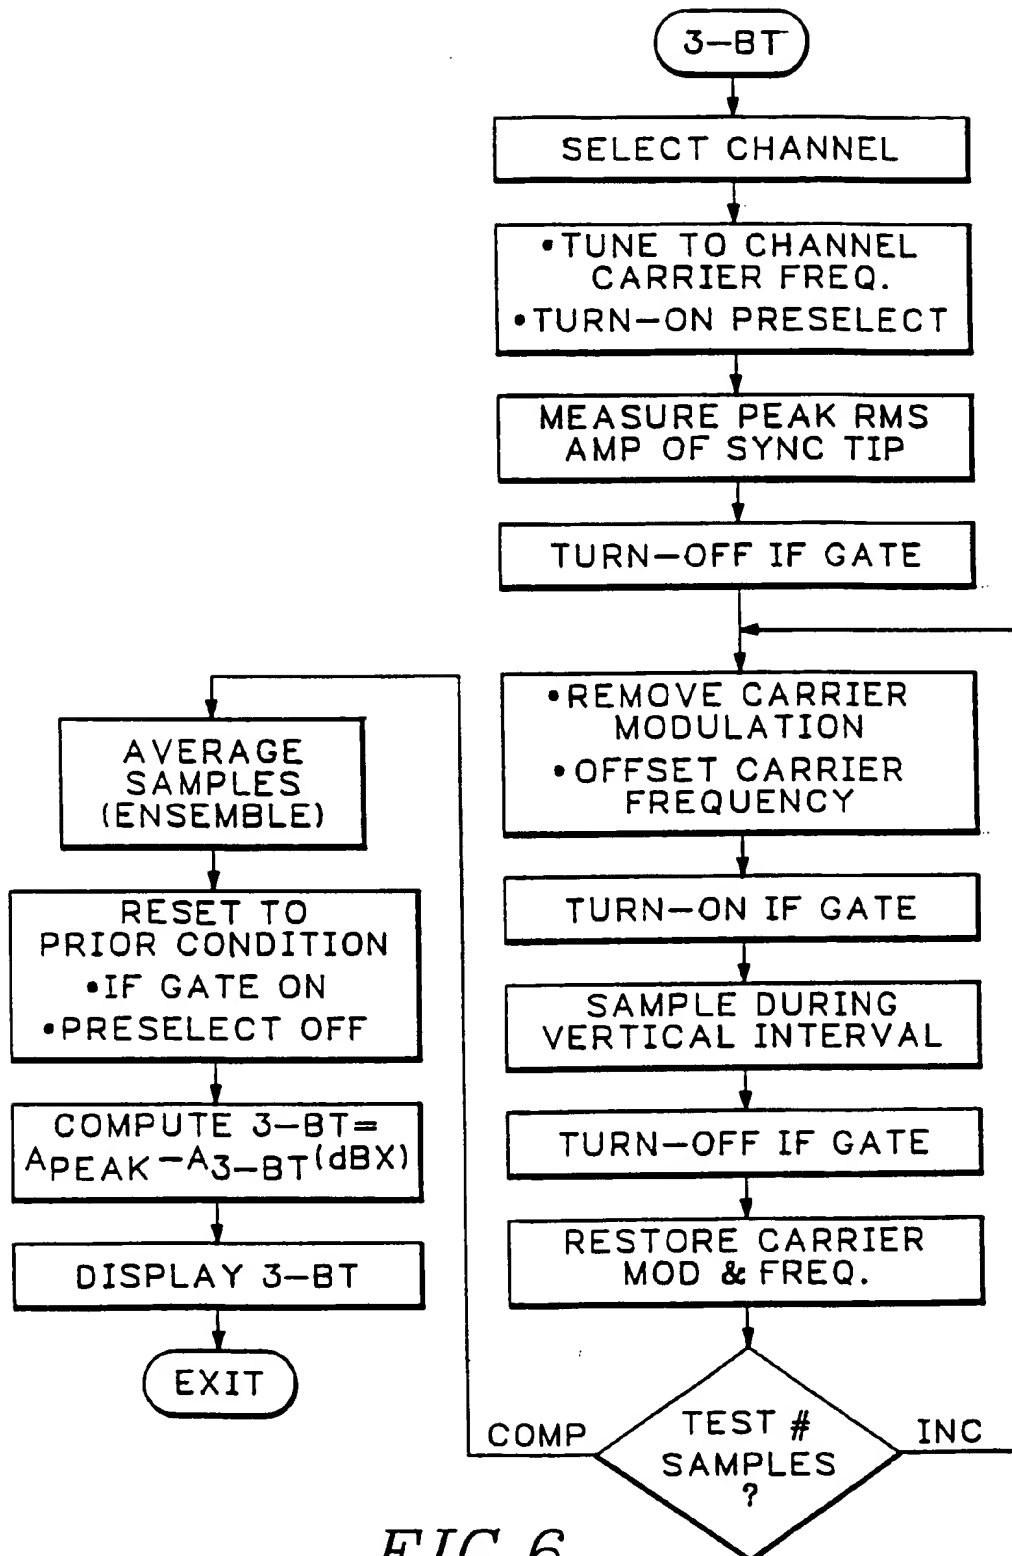 3-BT
SELECT CHANNEL
•TUNE TO CHANNEL
CARRIER FREQ.
•TURN-ON PRESELECT
MEASURE PEAK RMS
AMP OF SYNC TIP
TURN-OFF IF GATE
•REMOVE CARRIER
MODULATION
•OFFSET CARRIER
FREQUENCY
TURN-ON IF GATE
SAMPLE DURING
VERTICAL INTERVAL
TURN-OFF IF GATE
RESTORE CARRIER
MOD & FREQ.
TEST #
SAMPLES
?
COMP
INC
AVERAGE
SAMPLES
(ENSEMBLE)
RESET TO
PRIOR CONDITION
•IF GATE ON
•PRESELECT OFF
COMPUTE 3-BT=
APEAK-A3-BT(dBX)
DISPLAY 3-BT
EXIT
FIG.6